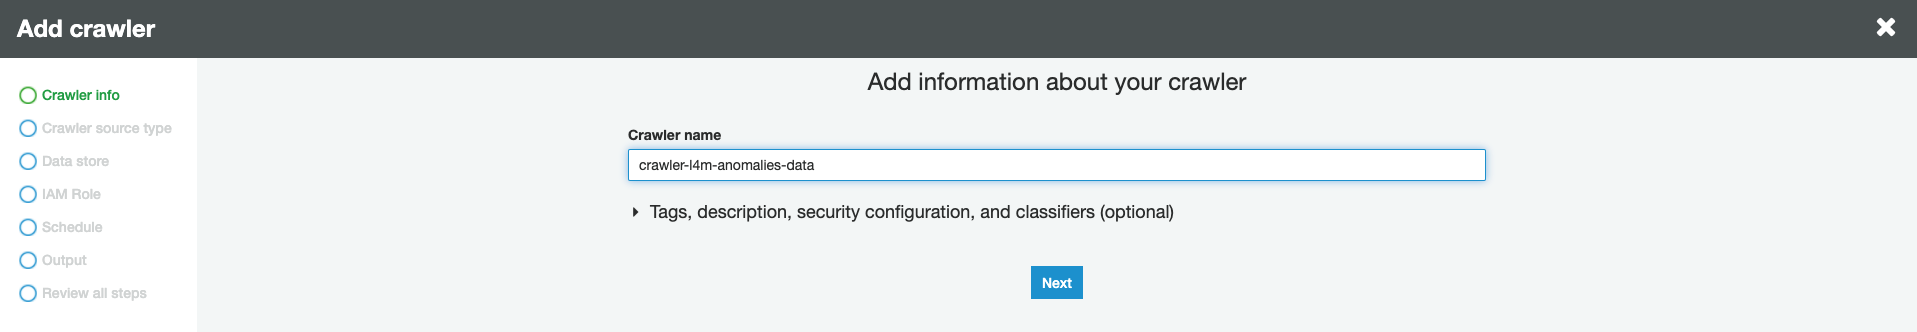 Add crawler
Crawler info
Crawler source type
Data store
IAM Role
Schedule
Output
Review all steps
Add information about your crawler
Crawler name
crawler-l4m-anomalies-data
Tags, description, security configuration, and classifiers (optional)
Next